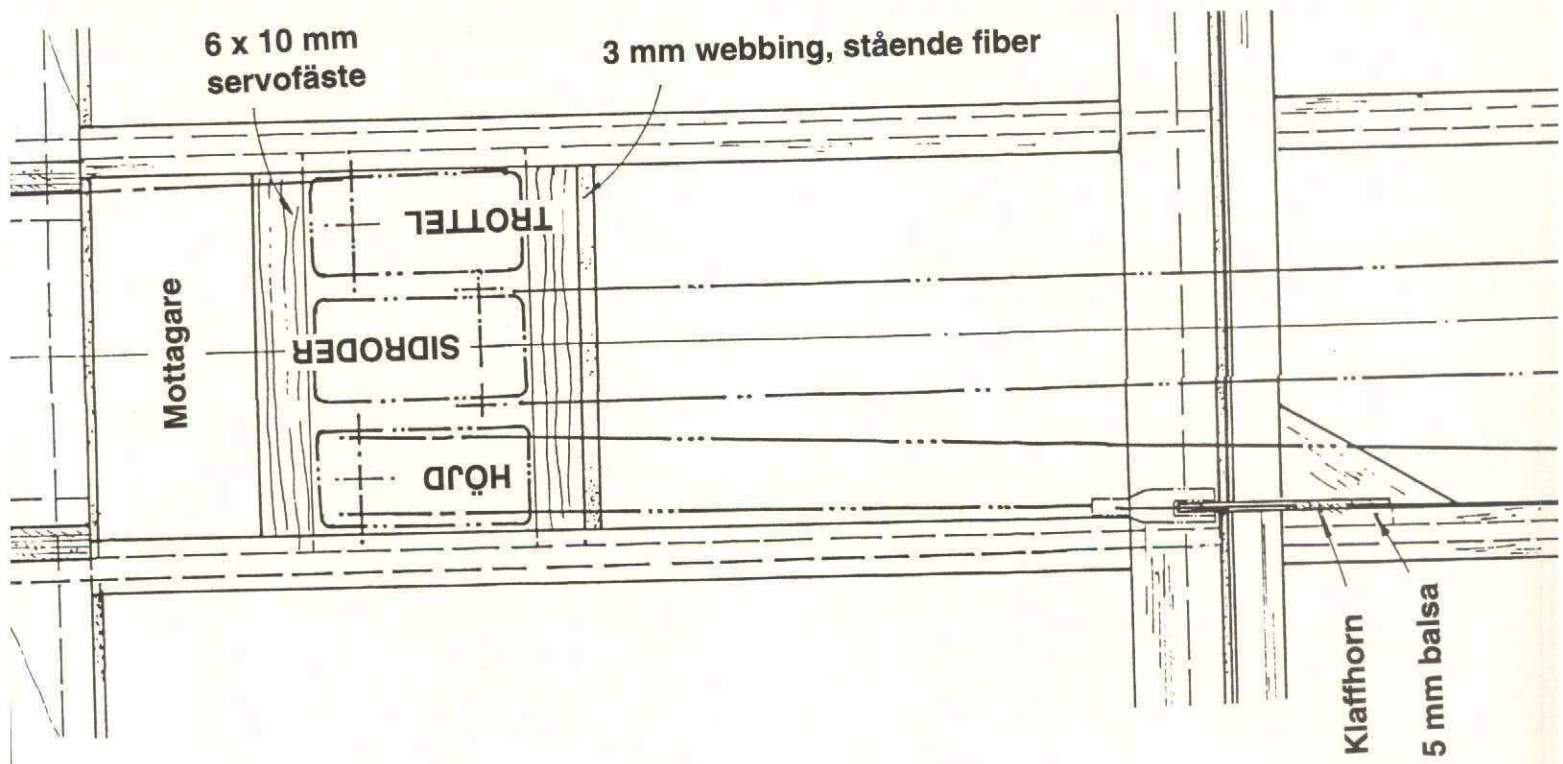 6 x 10 mm
servofäste
3 mm webbing, stående fiber
TROTTEL
Mottagare
SIDRODER
HÖJD
Klaffhorn
5 mm balsa